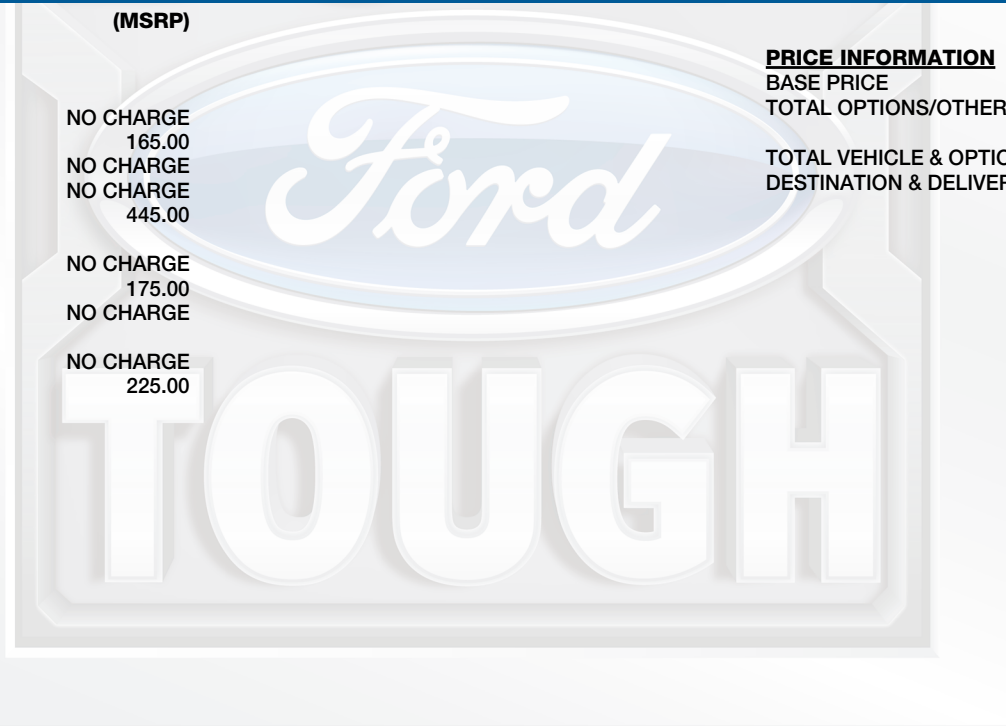 (MSRP)
NO CHARGE
165.00
NO CHARGE
NO CHARGE
445.00
NO CHARGE
175.00
NO CHARGE
NO CHARGE
225.00
PRICE INFORMATION
BASE PRICE
TOTAL OPTIONS/OTHER
TOTAL VEHICLE & OPTIO
DESTINATION & DELIVER
Ford
TOUGH